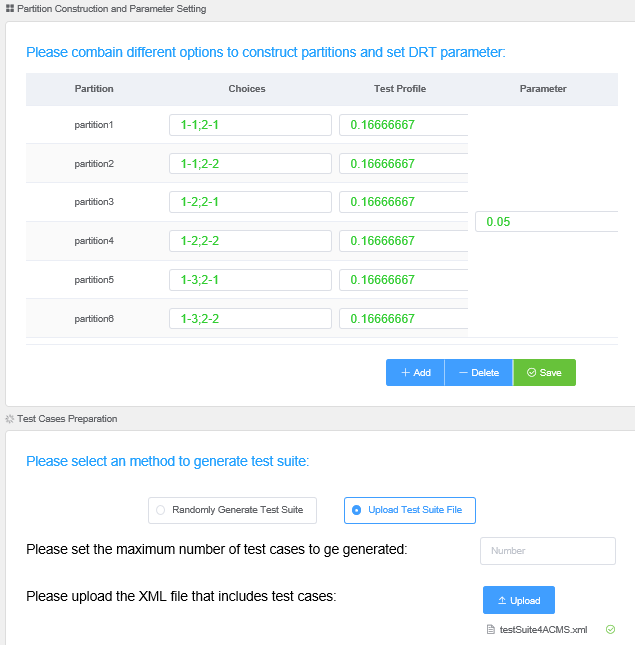 Partition Construction and Parameter Setting
Please combain different options to construct partitions and set DRT parameter:
Partition Choices Test Profile Parameter
partition1 1-1;2-1 0.16666667
partition2 1-1;2-2 0.16666667
partition3 1-2;2-1 0.16666667
0.05
partition4 1-2;2-2 0.16666667
partition5 1-3;2-1 0.16666667
partition6 1-3;2-2 0.16666667
+ Add — Delete Save
Test Cases Preparation
Please select an method to generate test suite:
Randomly Generate Test Suite Upload Test Suite File
Please set the maximum number of test cases to ge generated: Number
Please upload the XML file that includes test cases: Upload
testSuite4ACMS.xml